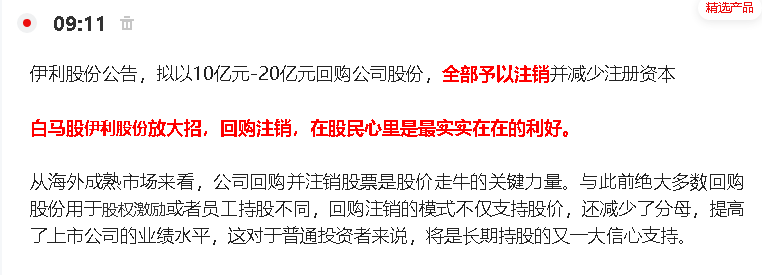 精选产品
09:11
伊利股份公告，拟以10亿元-20亿元回购公司股份，全部予以注销并减少注册资本
白马股伊利股份放大招，回购注销，在股民心里是最实实在在的利好。
从海外成熟市场来看，公司回购并注销股票是股价走牛的关键力量。与此前绝大多数回购
股份用于股权激励或者员工持股不同，回购注销的模式不仅支持股价，还减少了分母，提高
了上市公司的业绩水平，这对于普通投资者来说，将是长期持股的又一大信心支持。